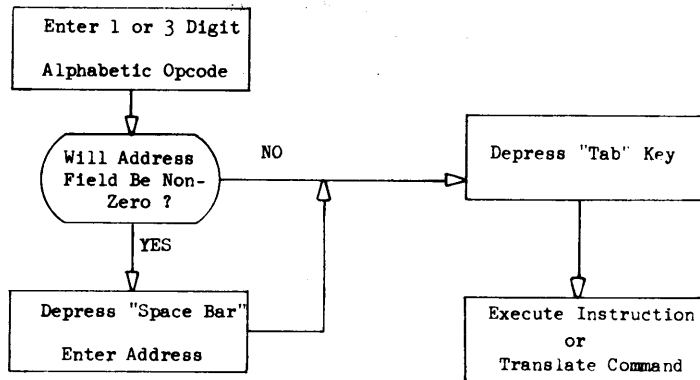 Enter 1 or 3 Digit
Alphabetic Opcode
Will Address
Field Be Non-
Zero ?
NO
YES
Depress "Space Bar"
Enter Address
Depress "Tab" Key
Execute Instruction
or
Translate Command